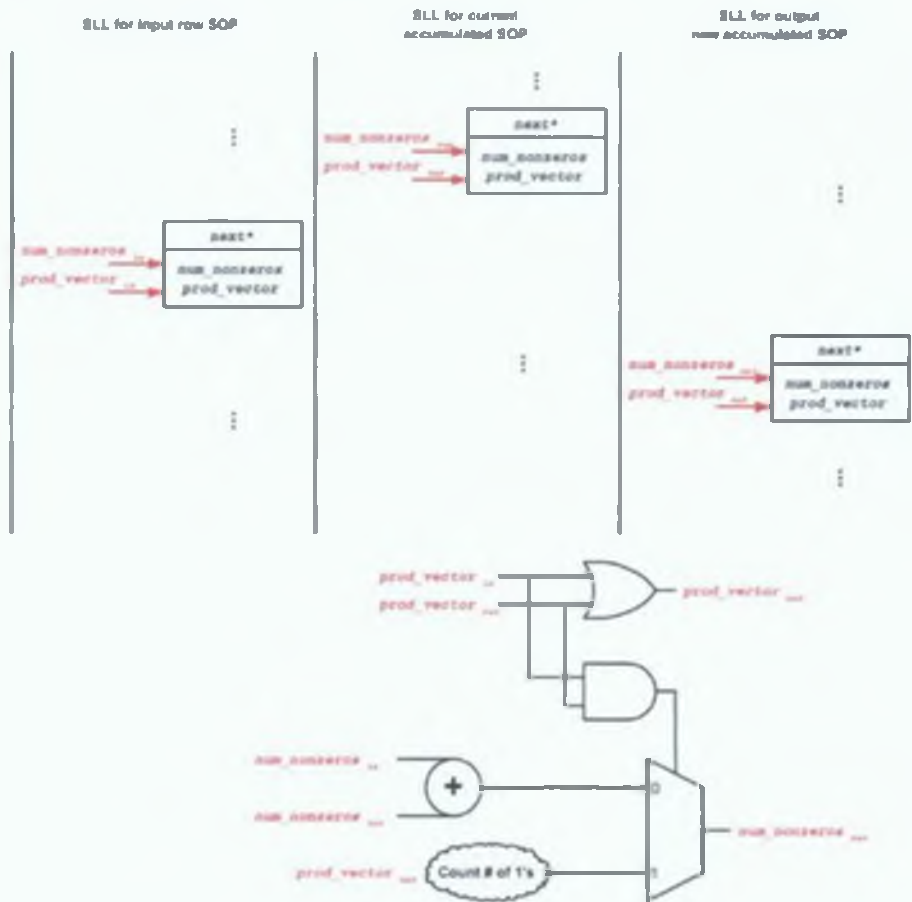 SLL for input row SOP
SLL for current
accumulated SOP
SLL for output
new accumulated SOP
next*
num_nonzeros
prod_vector
num_nonzeros
prod_vector
next*
num_nonzeros
prod_vector
num_nonzeros
prod_vector
next*
num_nonzeros
prod_vector
num_nonzeros
prod_vector
prod_vector
prod_vector
prod_vector
num_nonzeros
+
0
num_nonzeros
num_nonzeros
prod_vector
Count # of 1's
1